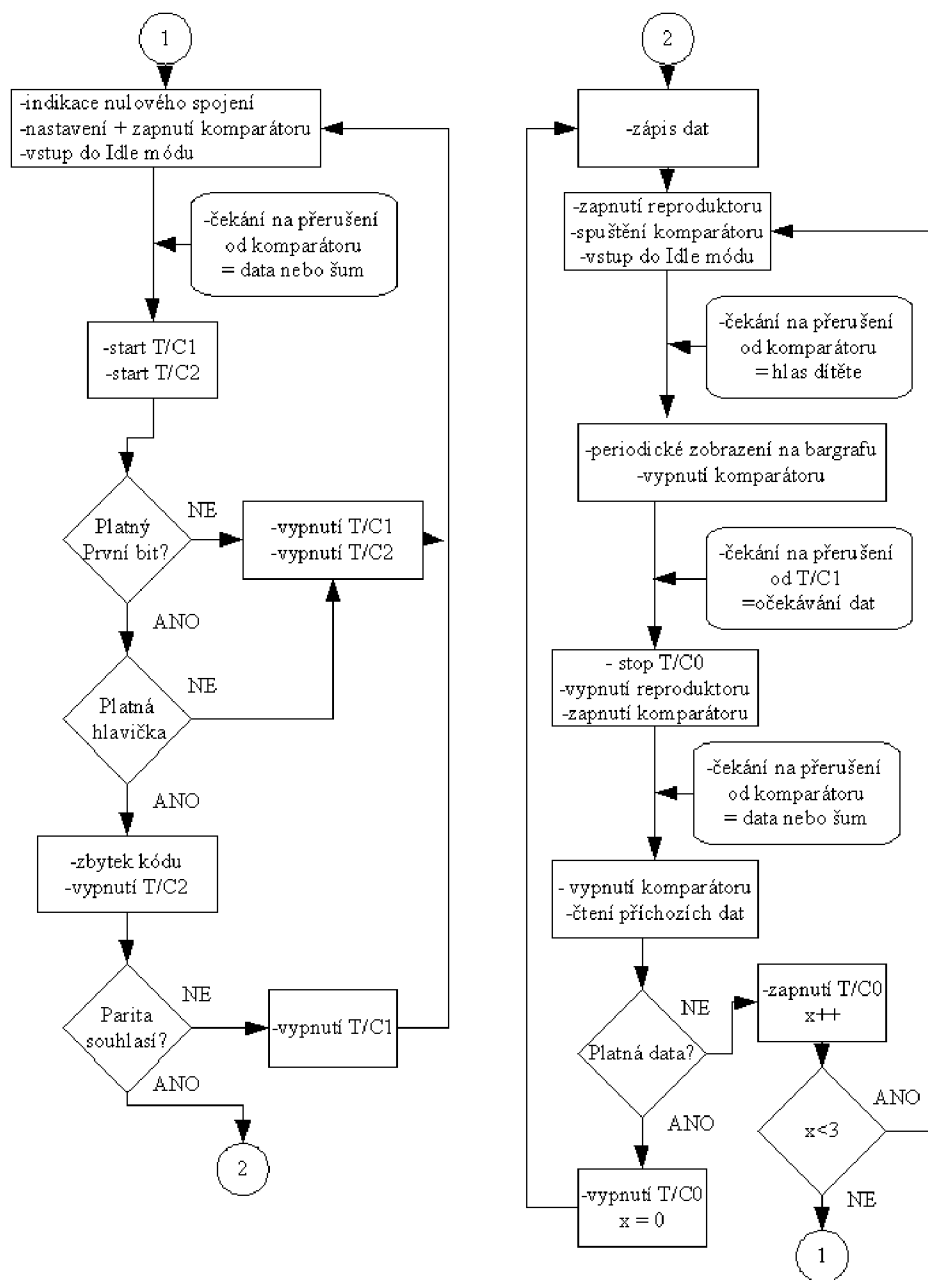 1
-indikace nulového spojení
-nastavení + zapnutí komparátoru
-vstup do Idle módu
-čekání na přerušení
od komparátoru
= data nebo šum
-start T/C1
-start T/C2
Platný
První bit?
NE
-vypnutí T/C1
-vypnutí T/C2
ANO
Platná
hlavička
NE
ANO
-zbytek kódu
-vypnutí T/C2
Parita
souhlasí?
NE
-vypnutí T/C1
ANO
2
2
-zápis dat
-zapnutí reproduktoru
-spuštění komparátoru
-vstup do Idle módu
-čekání na přerušení
od komparátoru
=hlas dítěte
-periodické zobrazení na bargrafu
-vypnutí komparátoru
-čekání na přerušení
od T/C1
=očekávání dat
- stop T/C0
-vypnutí reproduktoru
-zapnutí komparátoru
-čekání na přerušení
od komparátoru
= data nebo šum
- vypnutí komparátoru
-čtení příchozích dat
Platná data?
NE
-zapnutí T/C0
x++
ANO
x<3
ANO
-vypnutí T/C0
x = 0
NE
1